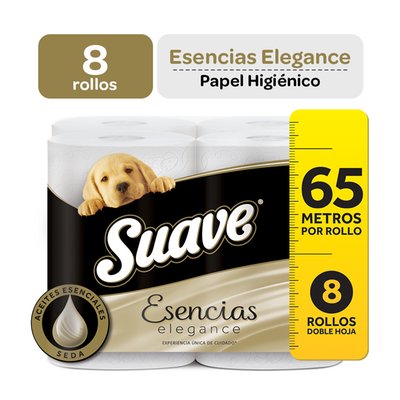 8
rollos
Esencias Elegance
Papel Higiénico
Suave®
Esencias
elegance
EXPERIENCIA ÚNICA DE CUIDADO*
ACEITES ESENCIALES
SEDA
65
METROS
POR ROLLO
8
ROLLOS
DOBLE HOJA